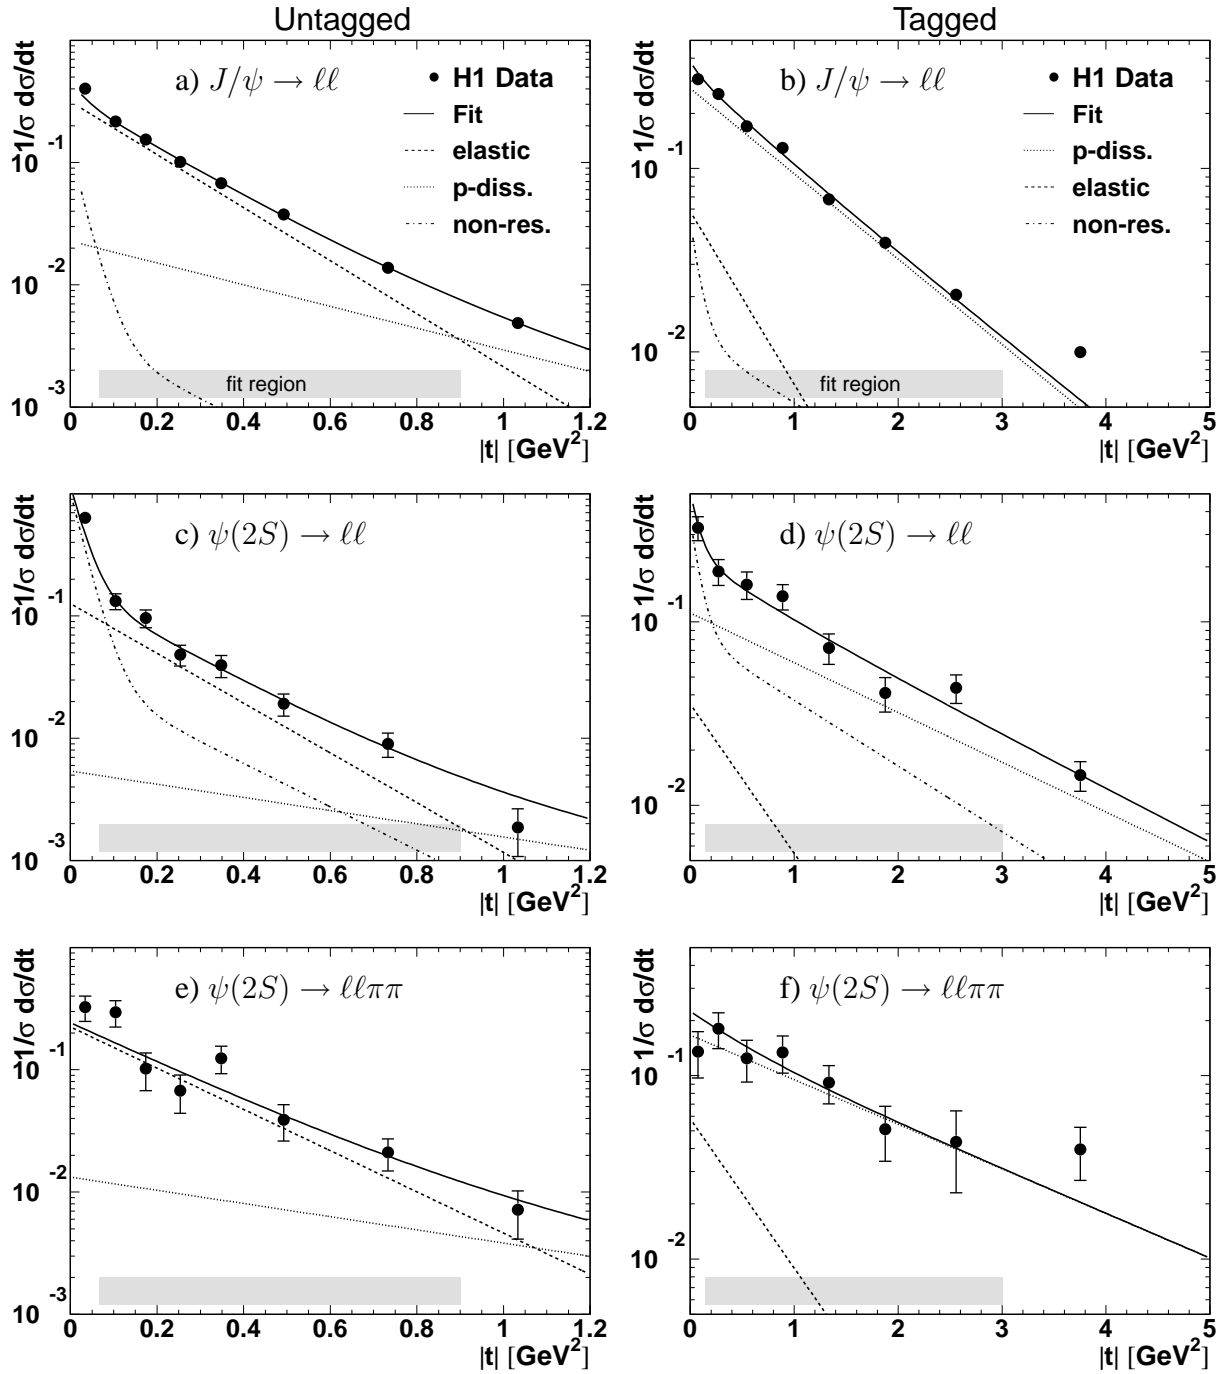 Untagged
Tagged
1/σ dσ/dt
a) J/ψ → ℓℓ
H1 Data
Fit
elastic
p-diss.
non-res.
10 -1
10 -2
10 -3
fit region
0 0.2 0.4 0.6 0.8 1 1.2
|t| [GeV2]
1/σ dσ/dt
b) J/ψ → ℓℓ
H1 Data
Fit
p-diss.
elastic
non-res.
10 -1
10 -2
fit region
0 1 2 3 4 5
|t| [GeV2]
1/σ dσ/dt
c) ψ(2S) → ℓℓ
10 -1
10 -2
10 -3
0 0.2 0.4 0.6 0.8 1 1.2
|t| [GeV2]
1/σ dσ/dt
d) ψ(2S) → ℓℓ
10 -1
10 -2
0 1 2 3 4 5
|t| [GeV2]
1/σ dσ/dt
e) ψ(2S) → ℓℓππ
10 -1
10 -2
10 -3
0 0.2 0.4 0.6 0.8 1 1.2
|t| [GeV2]
1/σ dσ/dt
f) ψ(2S) → ℓℓππ
10 -1
10 -2
0 1 2 3 4 5
|t| [GeV2]